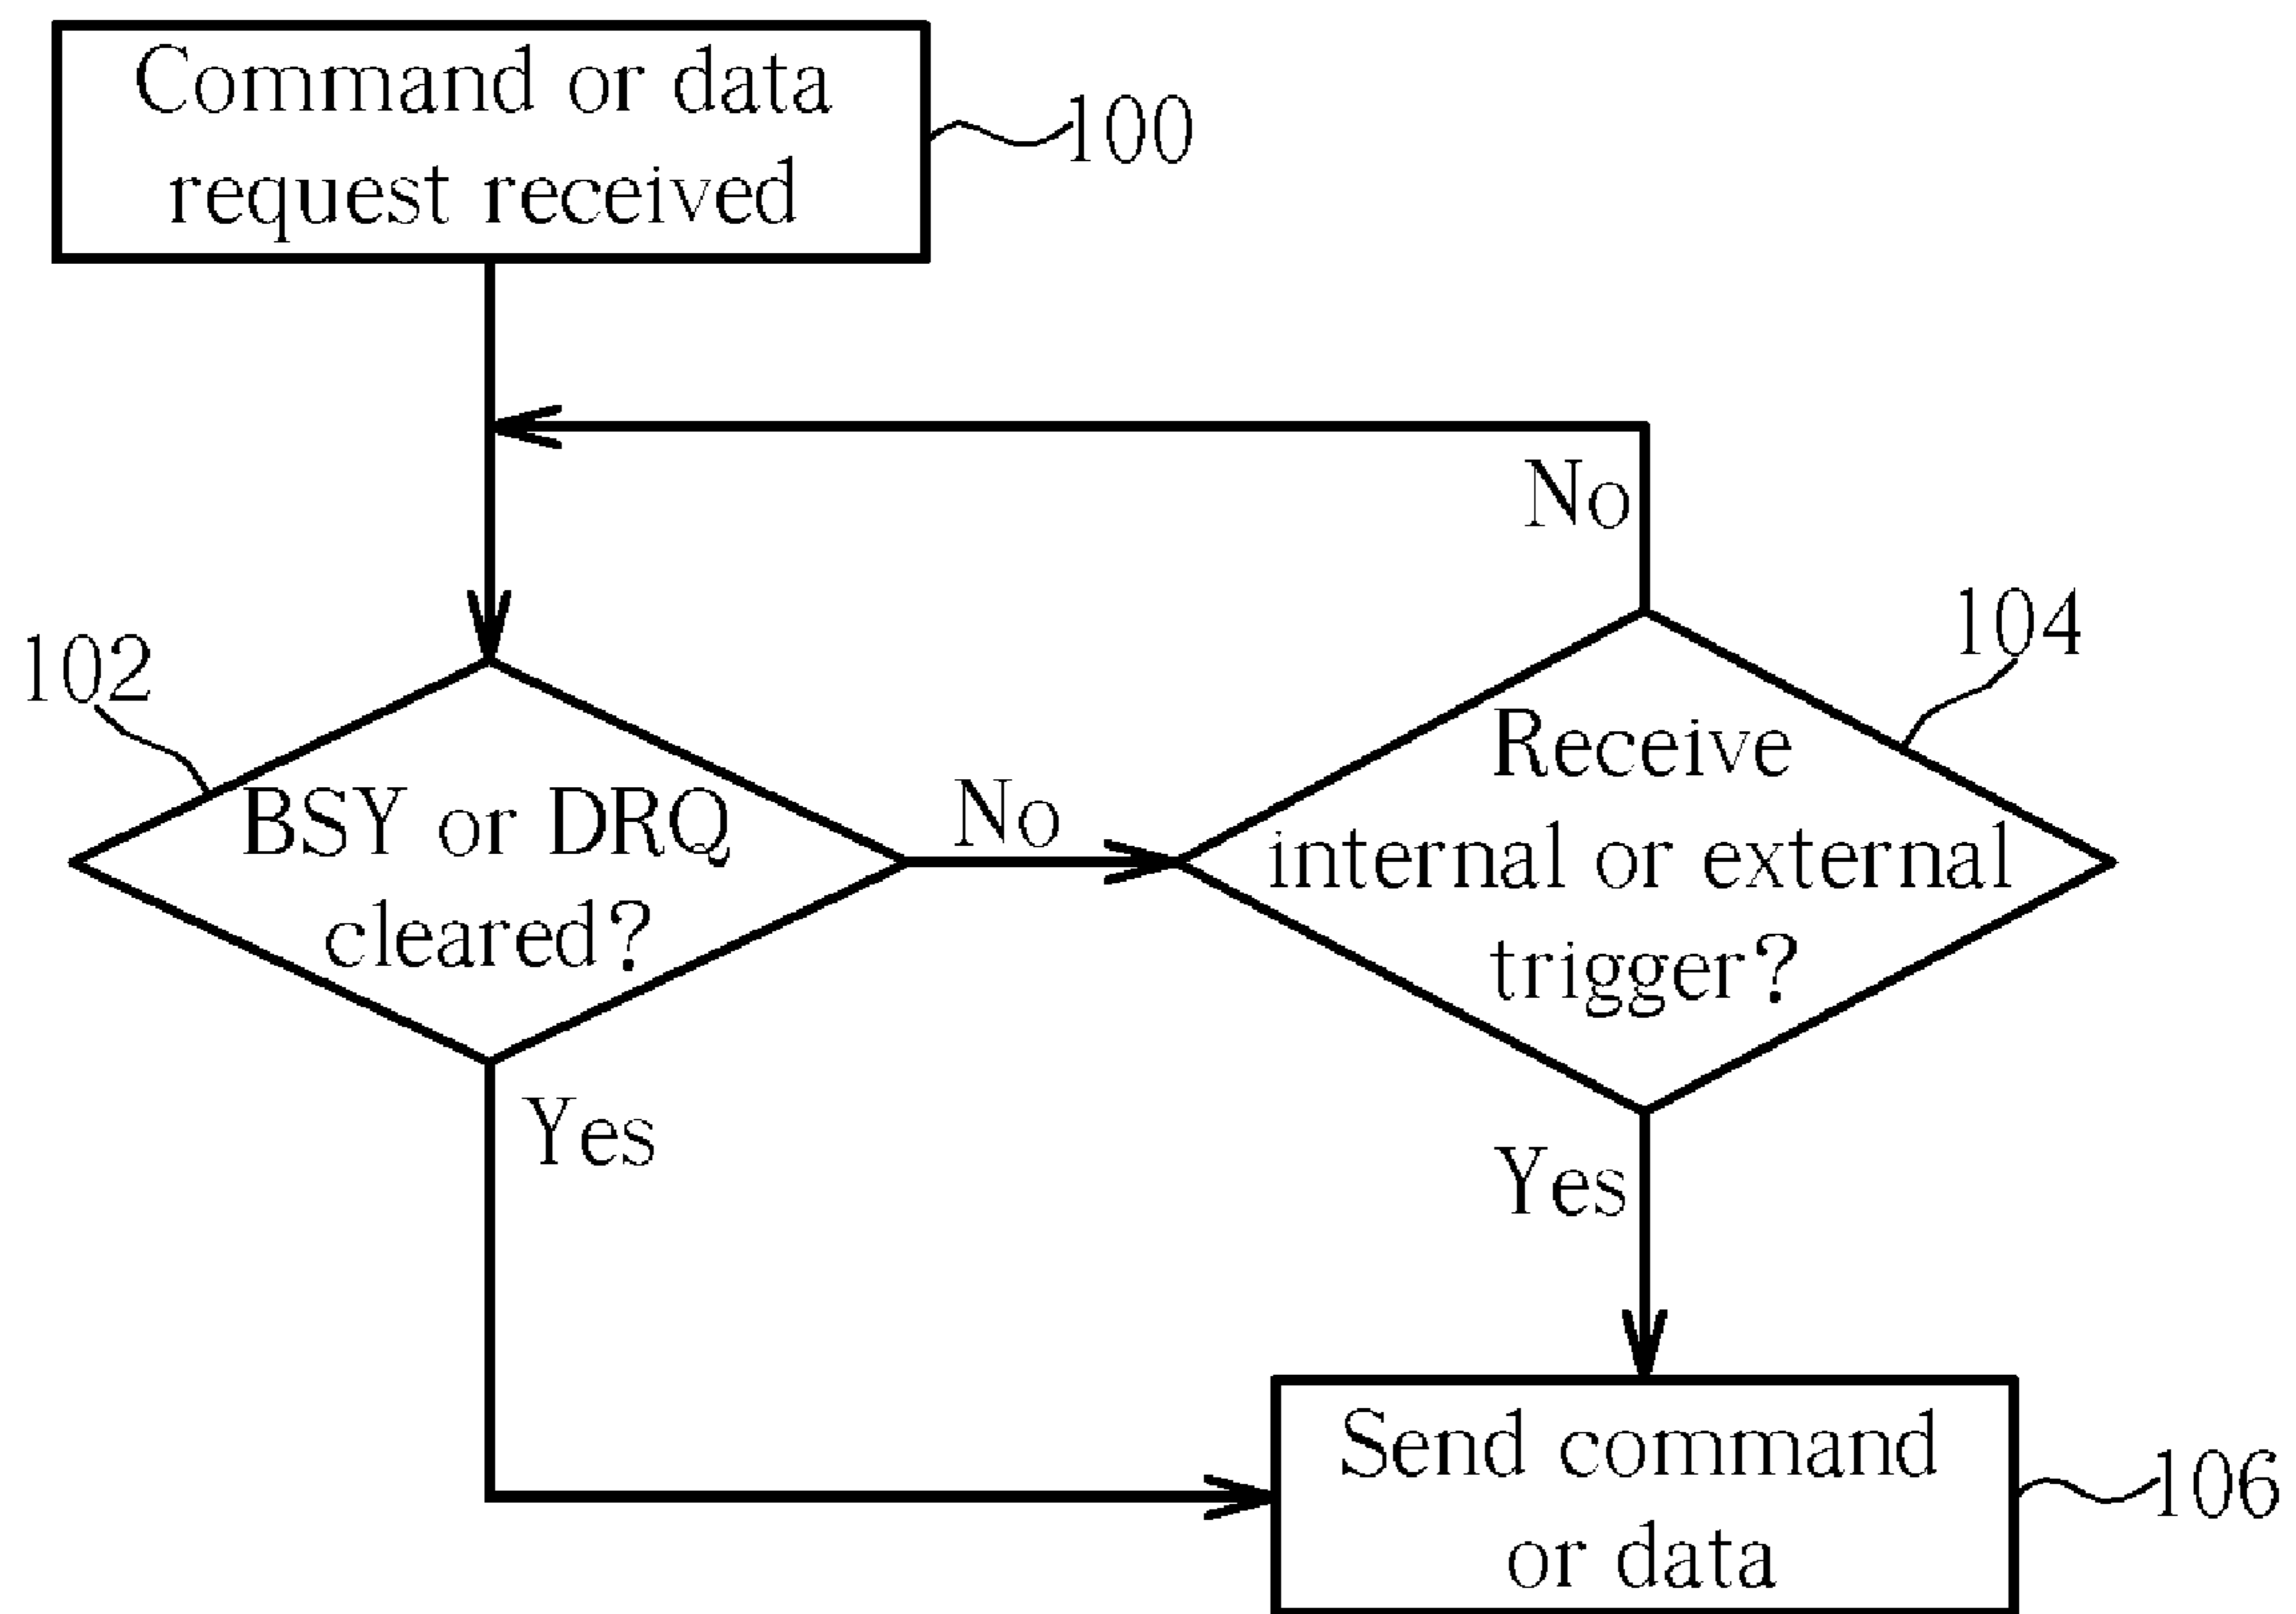 Command or data
request received
100
No
102
104
BSY or DRQ
cleared?
No
Receive
internal or external
trigger?
Yes
Yes
Send command
or data
106